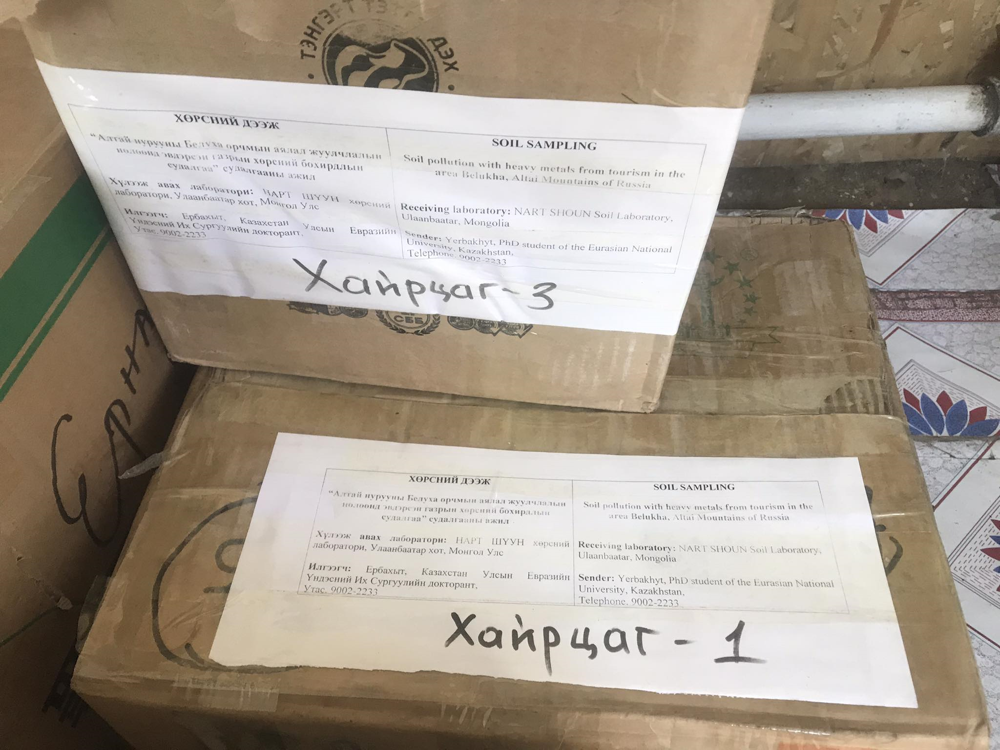 ДЭХ
ХӨРСНИЙ ДЭЭЖ
“Алтай нурууны Белуха орчмын аялал жуулчлалын
нөлөөнд эвдэрсэн газрын хөрсний бохирдлын
судалгаа” судалгааны ажил
Хүлээж авах лаборатори: НАРТ ШУУН хөрсний
лаборатори, Улаанбаатар хот, Монгол Улс
Илгээгч: Ербахыт, Казахстан Улсын Евразийн
Үндэсний Их Сургуулийн докторант,
Утас. 9002-2233
SOIL SAMPLING
Soil pollution with heavy metals from tourism in the
area Belukha, Altai Mountains of Russia
Receiving laboratory: NART SHOUN Soil Laboratory,
Ulaanbaatar, Mongolia
Sender: Yerbakhyt, PhD student of the Eurasian National
University, Kazakhstan,
Telephone. 9002-2233
Хайрцаг-3
СББ
ХӨРСНИЙ ДЭЭЖ
“Алтай нурууны Белуха орчмын аялал жуулчлалын
нөлөөнд эвдэрсэн газрын хөрсний бохирдлын
судалгаа” судалгааны ажил
Хүлээж авах лаборатори: НАРТ ШУУН хөрсний
лаборатори, Улаанбаатар хот, Монгол Улс
Илгээгч: Ербахыт, Казахстан Улсын Евразийн
Үндэсний Их Сургуулийн докторант,
Утас. 9002-2233
SOIL SAMPLING
Soil pollution with heavy metals from tourism in the
area Belukha, Altai Mountains of Russia
Receiving laboratory: NART SHOUN Soil Laboratory,
Ulaanbaatar, Mongolia
Sender: Yerbakhyt, PhD student of the Eurasian National
University, Kazakhstan,
Telephone. 9002-2233
Хайрцаг - 1